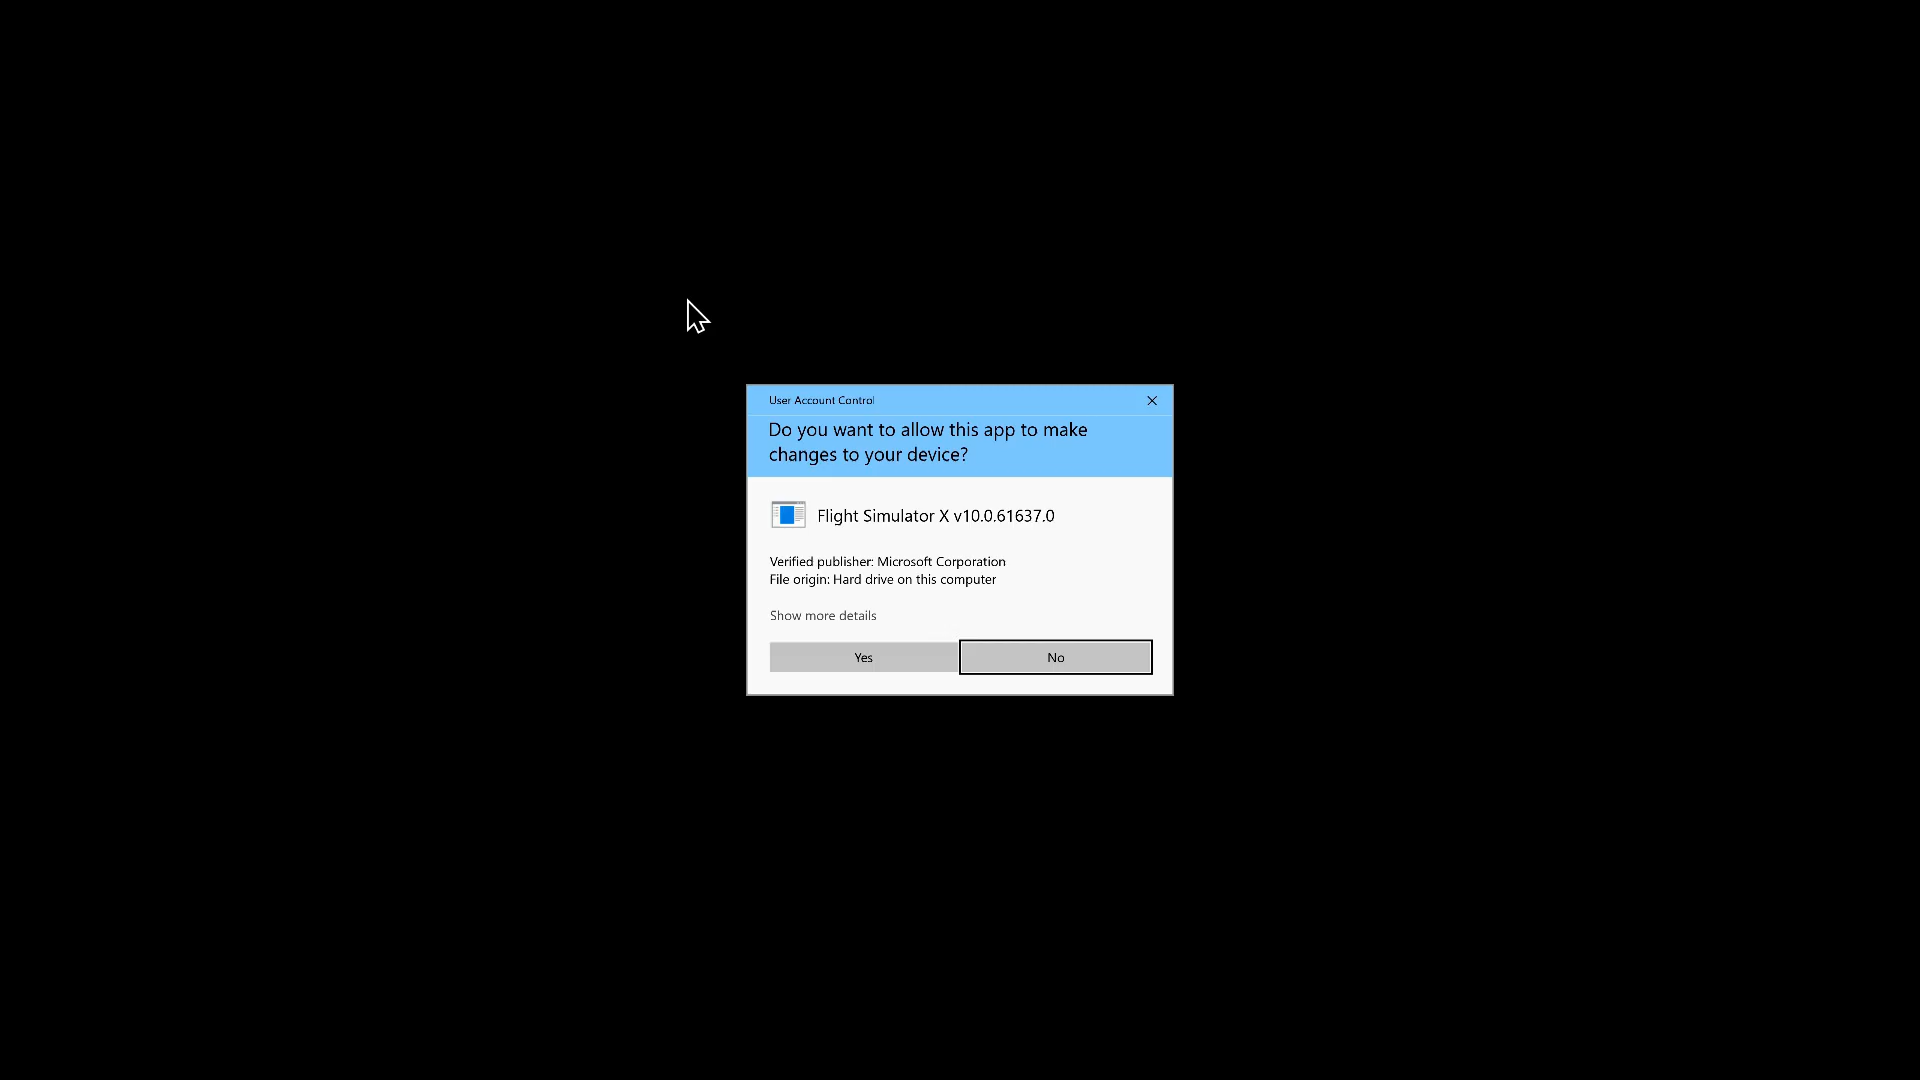 User Account Control
Do you want to allow this app to make
changes to your device?
Flight Simulator X v10.0.61637.0
Verified publisher: Microsoft Corporation
File origin: Hard drive on this computer
Show more details
Yes
No